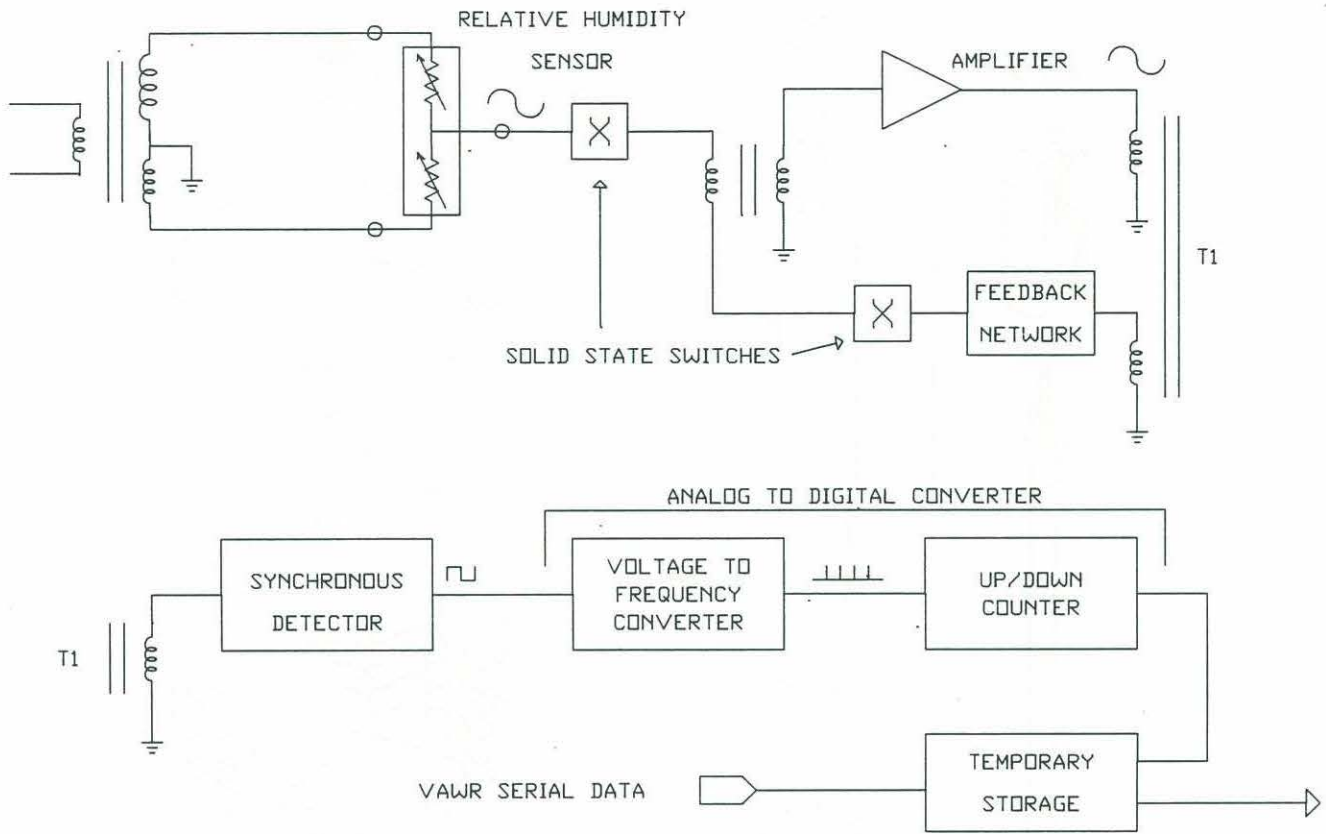 RELATIVE HUMIDITY
SENSOR
AMPLIFIER
T1
FEEDBACK
NETWORK
SOLID STATE SWITCHES
ANALOG TO DIGITAL CONVERTER
SYNCHRONOUS
DETECTOR
VOLTAGE TO
FREQUENCY
CONVERTER
UP/DOWN
COUNTER
T1
TEMPORARY
STORAGE
VAWR SERIAL DATA